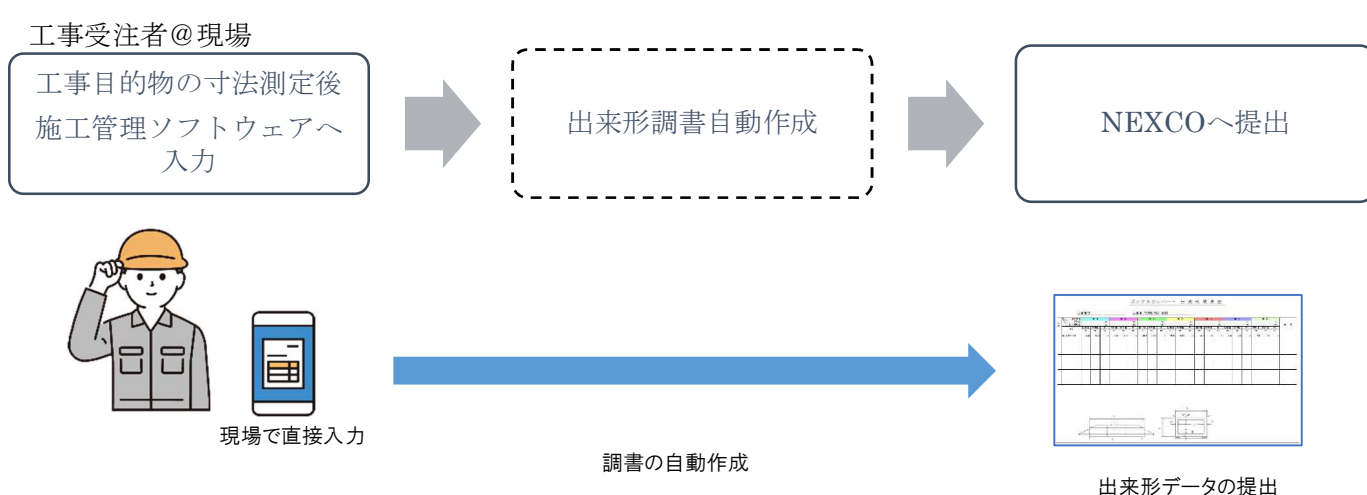 工事受注者@現場
工事目的物の寸法測定後
施工管理ソフトウェアへ
入力
出来形調書自動作成
NEXCOへ提出
現場で直接入力
調書の自動作成
出来形データの提出